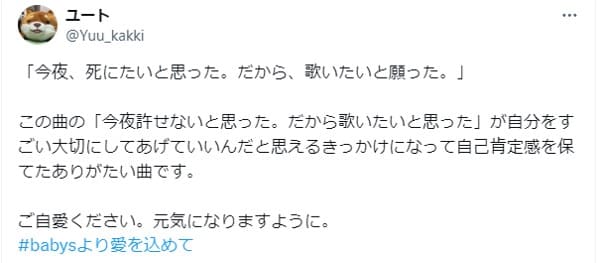 ユート
@Yuu_kakki
「今夜、死にたいと思った。だから、歌いたいと願った。」
この曲の「今夜許せないと思った。だから歌いたいと思った」が自分をす
ごい大切にしてあげていいんだと思えるきっかけになって自己肯定感を保
てたありがたい曲です。
ご自愛ください。元気になりますように。
#babysより愛を込めて